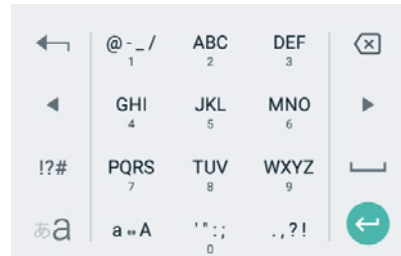 @-_/ ABC DEF
1 2 3
GHI JKL MNO
4 5 6
!?# PQRS TUV WXYZ
7 8 9
あa a⇔A '":; .,?!
0